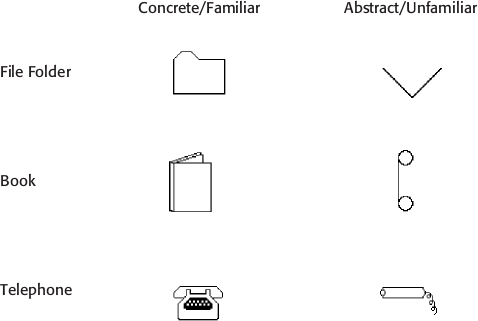 Concrete/Familiar Abstract/Unfamiliar
File Folder
Book
Telephone